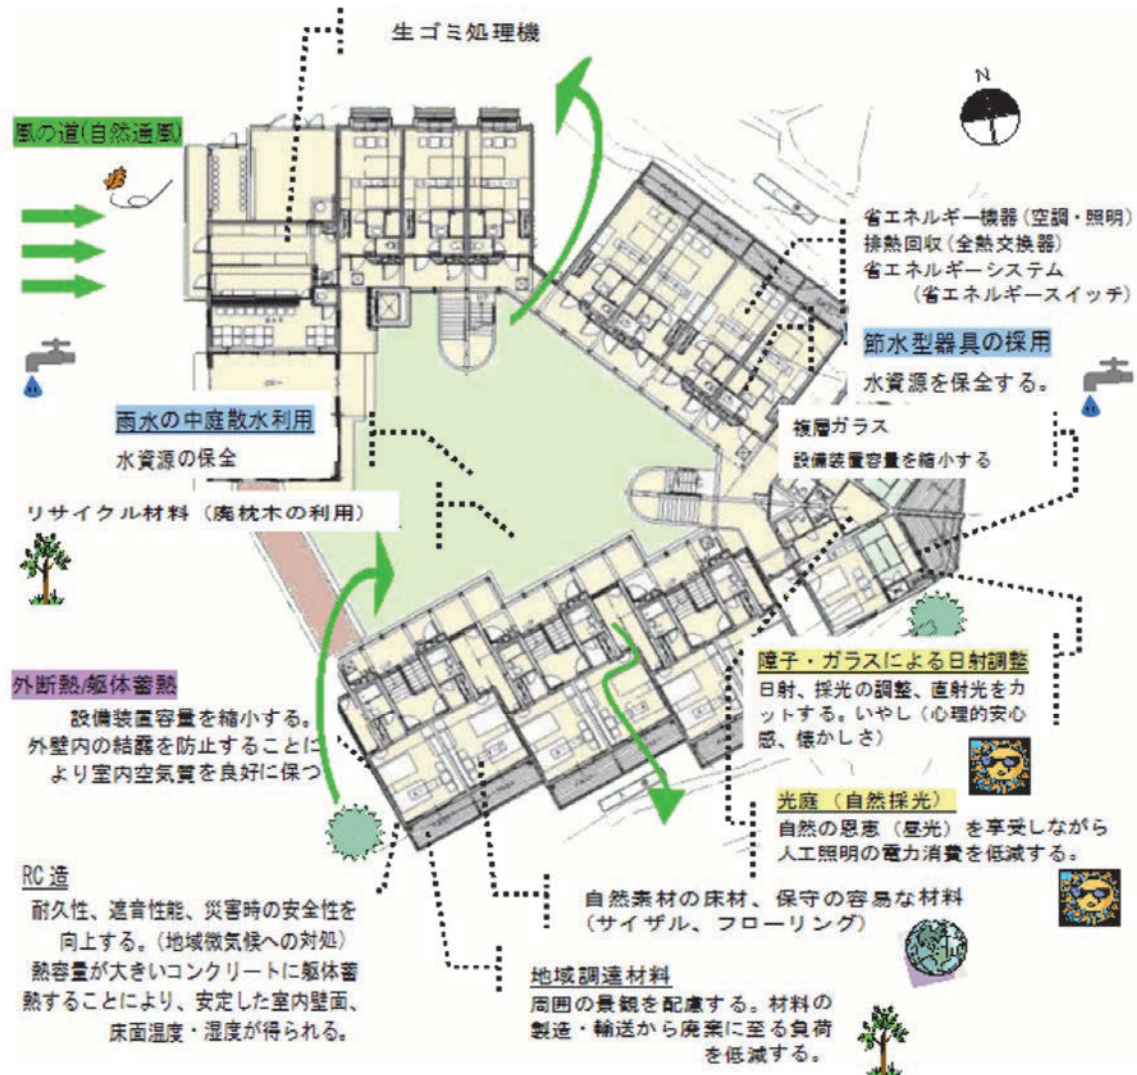 生ゴミ処理機
N
風の道(自然通風)
省エネルギー機器(空調・照明)
排熱回収(全熱交換器)
省エネルギーシステム
(省エネルギースイッチ)
節水型器具の採用
水資源を保全する。
雨水の中庭散水利用
水資源の保全
複層ガラス
設備装置容量を縮小する
リサイクル材料(廃枕木の利用)
外断熱/躯体蓄熱
設備装置容量を縮小する。
外壁内の結露を防止することに
より室内空気質を良好に保つ
障子・ガラスによる日射調整
日射、採光の調整、直射光をカ
ットする。いやし(心理的安心
感、懐かしさ)
光庭(自然採光)
自然の恩恵(昼光)を享受しながら
人工照明の電力消費を低減する。
RC造
耐久性、遮音性能、災害時の安全性を
向上する。(地域微気候への対処)
熱容量が大きいコンクリートに躯体蓄
熱することにより、安定した室内壁面、
床面温度・湿度が得られる。
自然素材の床材、保守の容易な材料
(サイザル、フローリング)
地域調達材料
周囲の景観を配慮する。材料の
製造・輸送から廃棄に至る負荷
を低減する。